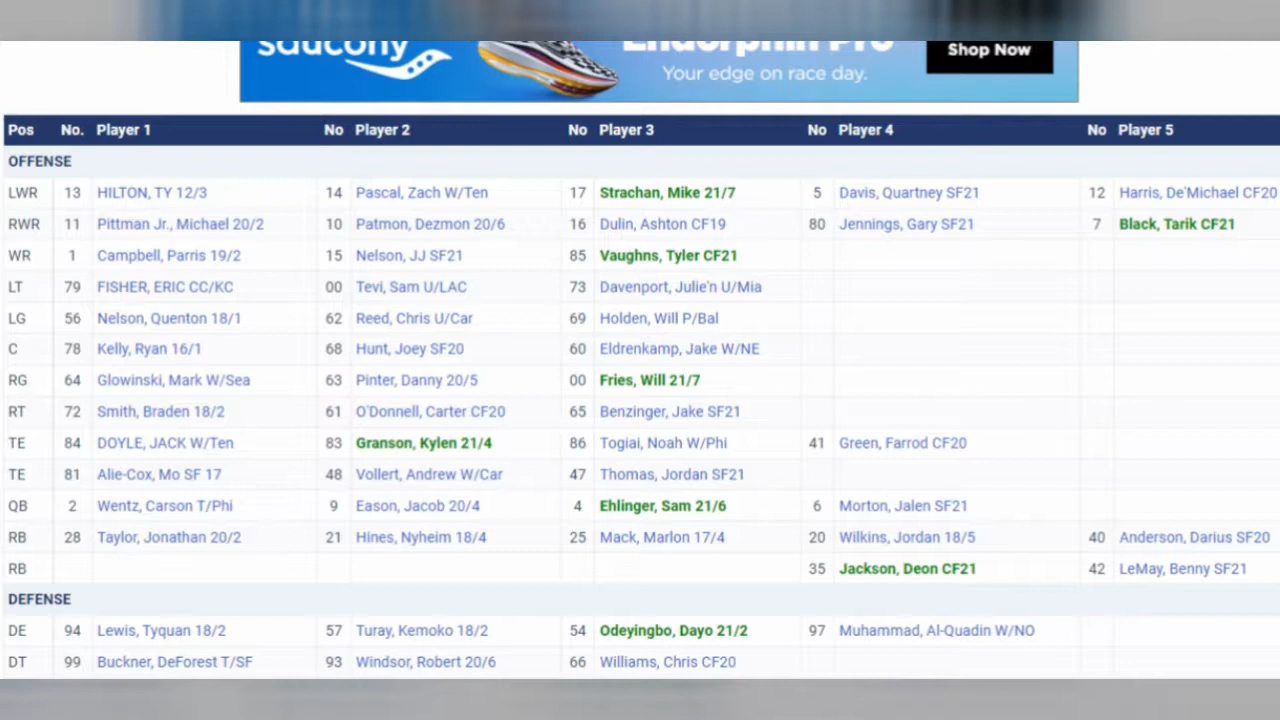 saucony Endorphin Pro Shop Now
Your edge on race day.
Pos No. Player 1 No Player 2 No Player 3 No Player 4 No Player 5
OFFENSE
LWR 13 HILTON, TY 12/3 14 Pascal, Zach W/Ten 17 Strachan, Mike 21/7 5 Davis, Quartney SF21 12 Harris, De'Michael CF20
RWR 11 Pittman Jr., Michael 20/2 10 Patmon, Dezmon 20/6 16 Dulin, Ashton CF19 80 Jennings, Gary SF21 7 Black, Tarik CF21
WR 1 Campbell, Parris 19/2 15 Nelson, JJ SF21 85 Vaughns, Tyler CF21
LT 79 FISHER, ERIC CC/KC 00 Tevi, Sam U/LAC 73 Davenport, Julie'n U/Mia
LG 56 Nelson, Quenton 18/1 62 Reed, Chris U/Car 69 Holden, Will P/Bal
C 78 Kelly, Ryan 16/1 68 Hunt, Joey SF20 60 Eldrenkamp, Jake W/NE
RG 64 Glowinski, Mark W/Sea 63 Pinter, Danny 20/5 00 Fries, Will 21/7
RT 72 Smith, Braden 18/2 61 O'Donnell, Carter CF20 65 Benzinger, Jake SF21
TE 84 DOYLE, JACK W/Ten 83 Granson, Kylen 21/4 86 Togiai, Noah W/Phi 41 Green, Farrod CF20
TE 81 Alie-Cox, Mo SF 17 48 Vollert, Andrew W/Car 47 Thomas, Jordan SF21
QB 2 Wentz, Carson T/Phi 9 Eason, Jacob 20/4 4 Ehlinger, Sam 21/6 6 Morton, Jalen SF21
RB 28 Taylor, Jonathan 20/2 21 Hines, Nyheim 18/4 25 Mack, Marlon 17/4 20 Wilkins, Jordan 18/5 40 Anderson, Darius SF20
RB 35 Jackson, Deon CF21 42 LeMay, Benny SF21
DEFENSE
DE 94 Lewis, Tyquan 18/2 57 Turay, Kemoko 18/2 54 Odeyingbo, Dayo 21/2 97 Muhammad, Al-Quadin W/NO
DT 99 Buckner, DeForest T/SF 93 Windsor, Robert 20/6 66 Williams, Chris CF20